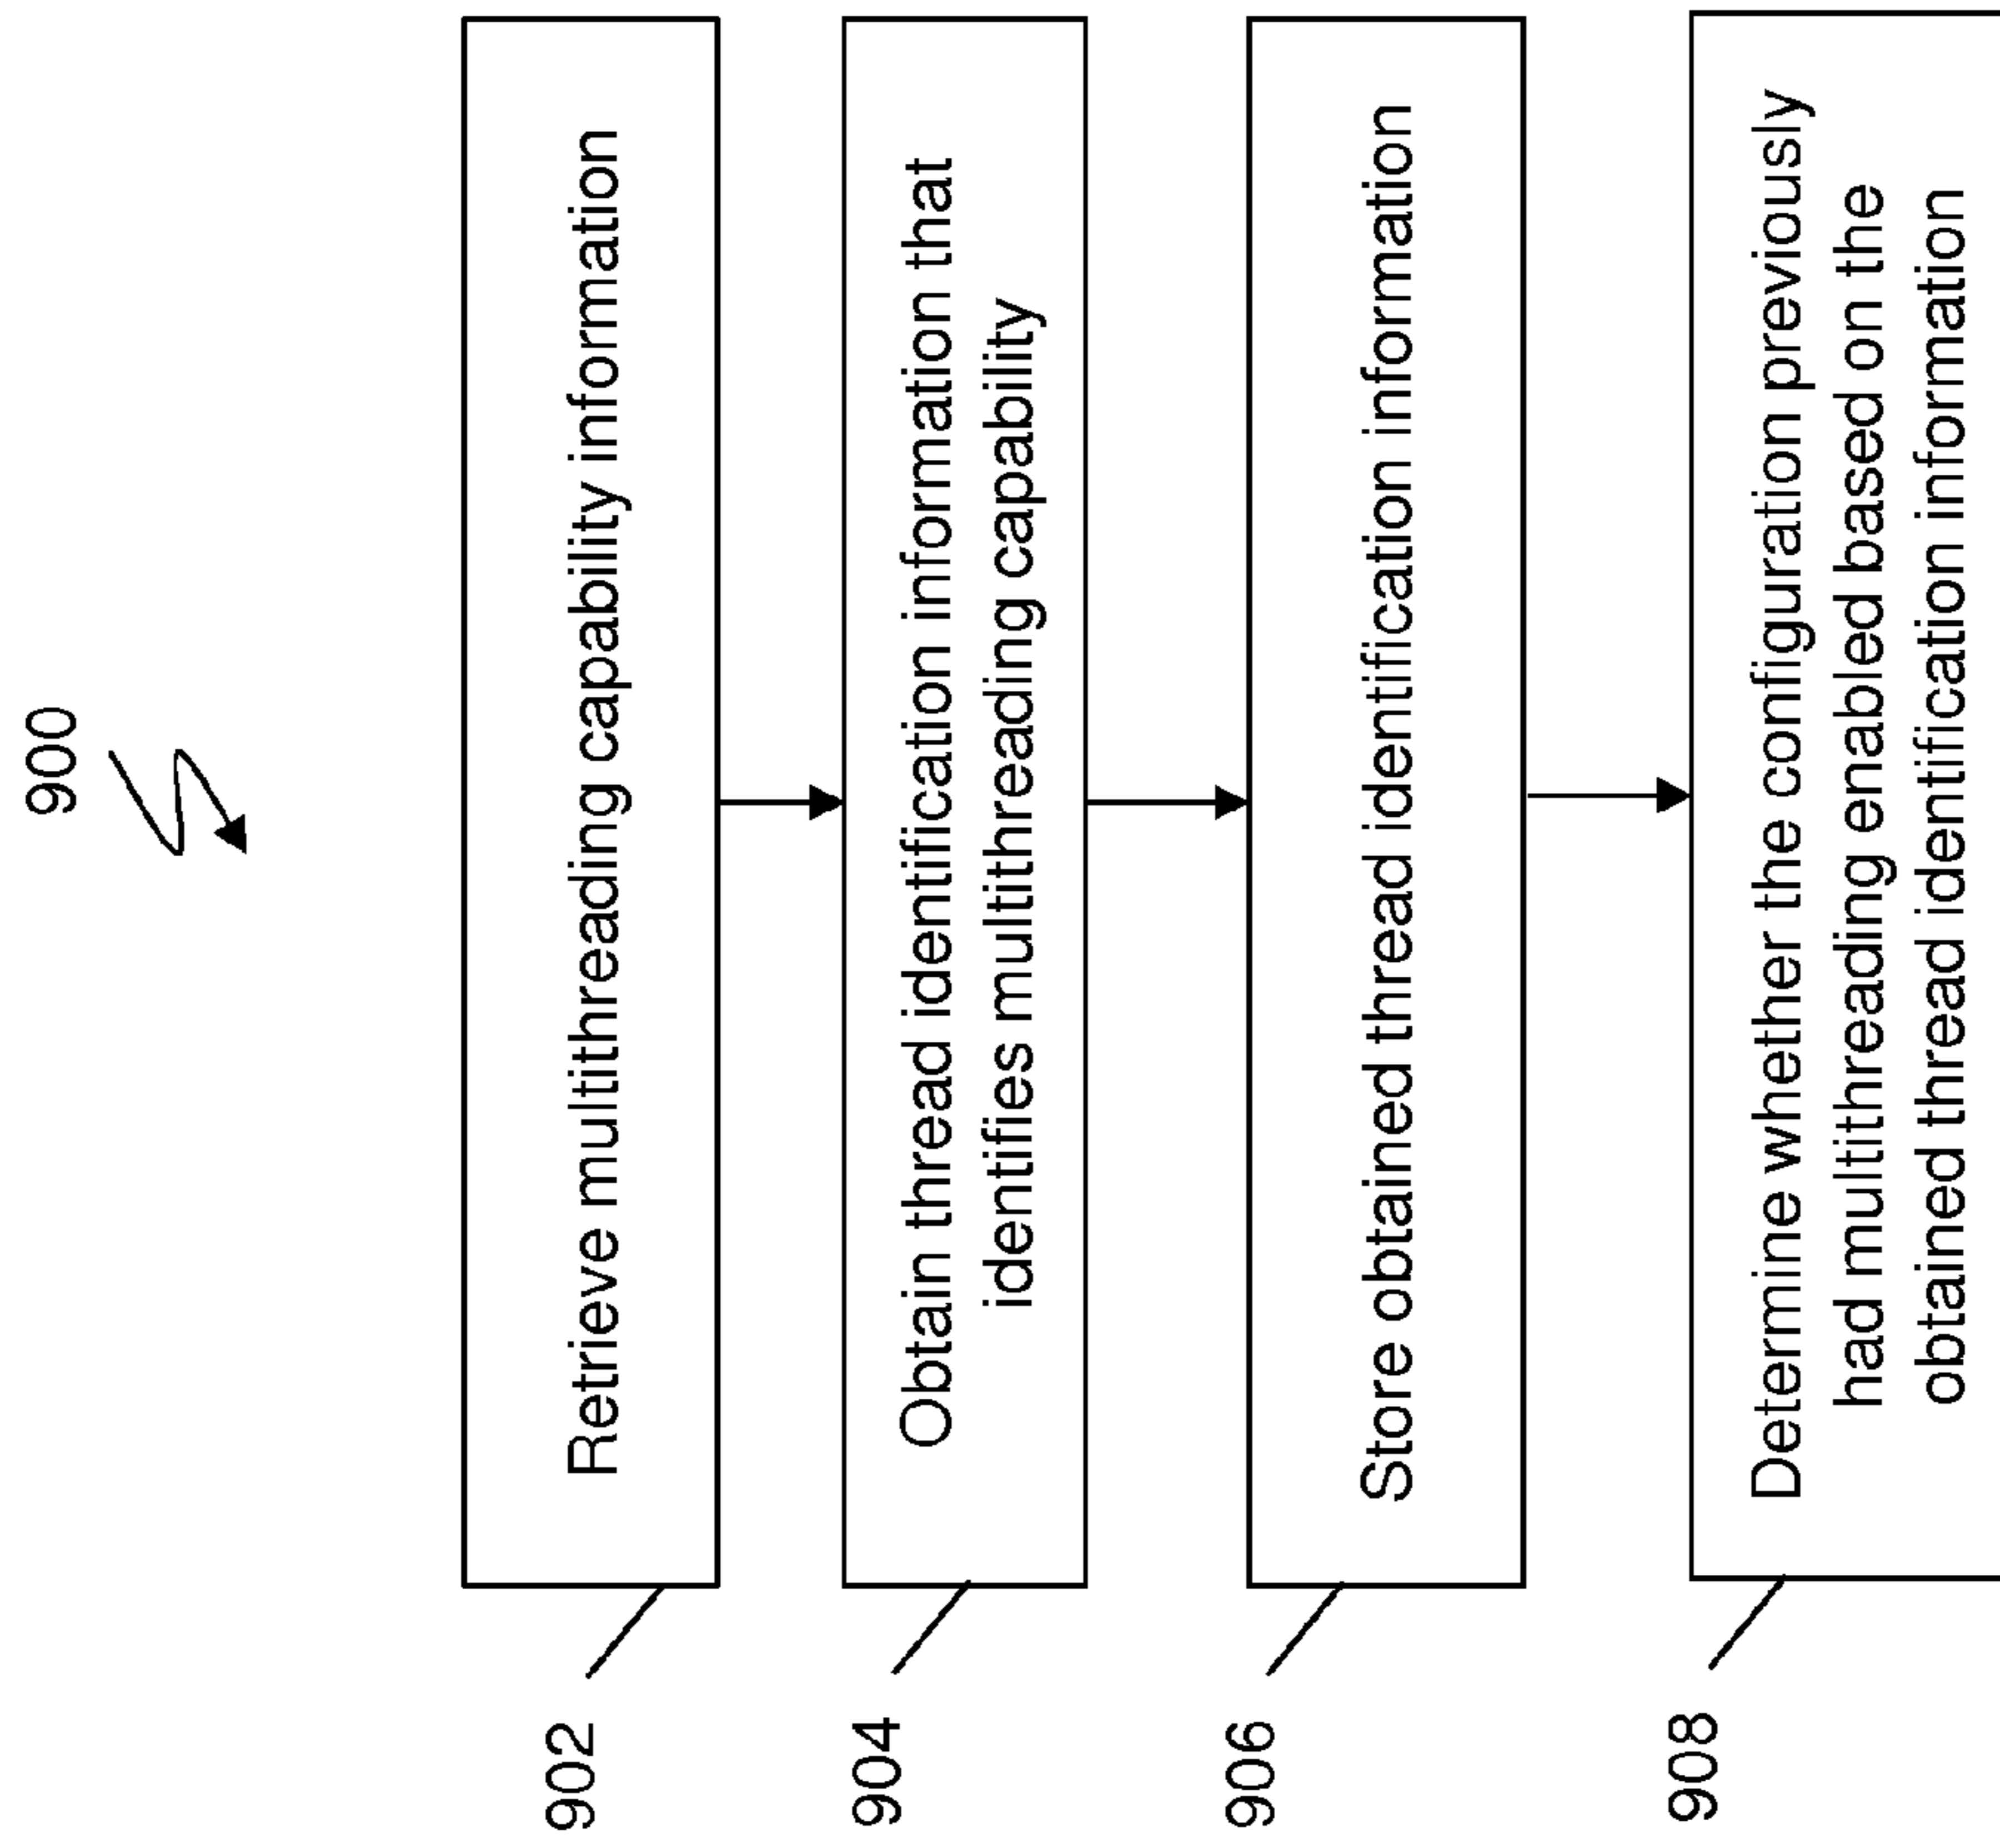 900
902
Retrieve multithreading capability information
904
Obtain thread identification information that
identifies multithreading capability
906
Store obtained thread identification information
908
Determine whether the configuration previously
had multithreading enabled based on the
obtained thread identification information